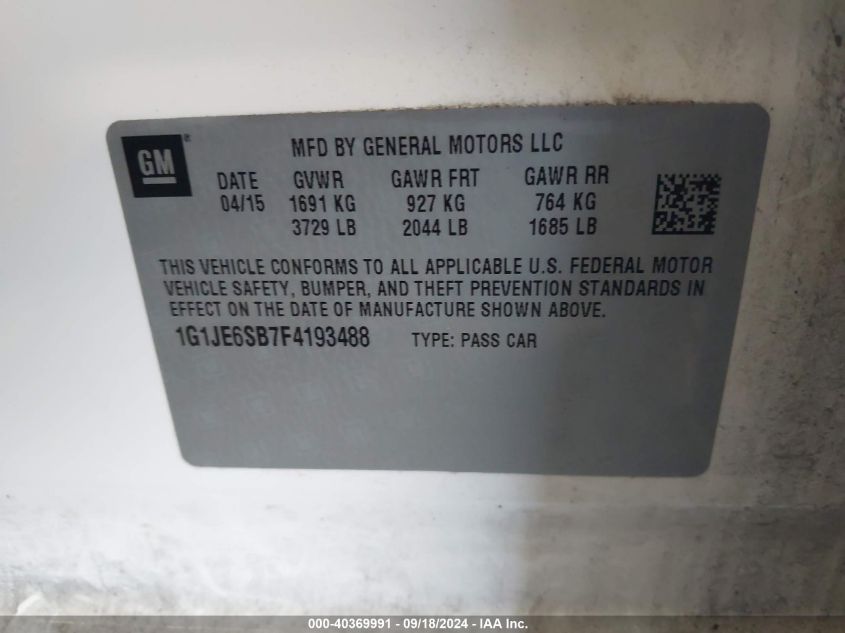 GM®
MFD BY GENERAL MOTORS LLC
DATE GVWR GAWR FRT GAWR RR
04/15 1691 KG 927 KG 764 KG
3729 LB 2044 LB 1685 LB
THIS VEHICLE CONFORMS TO ALL APPLICABLE U.S. FEDERAL MOTOR
VEHICLE SAFETY, BUMPER, AND THEFT PREVENTION STANDARDS IN
EFFECT ON THE DATE OF MANUFACTURE SHOWN ABOVE.
1G1JE6SB7F4193488 TYPE: PASS CAR
000-40369991 - 09/18/2024 - IAA Inc.